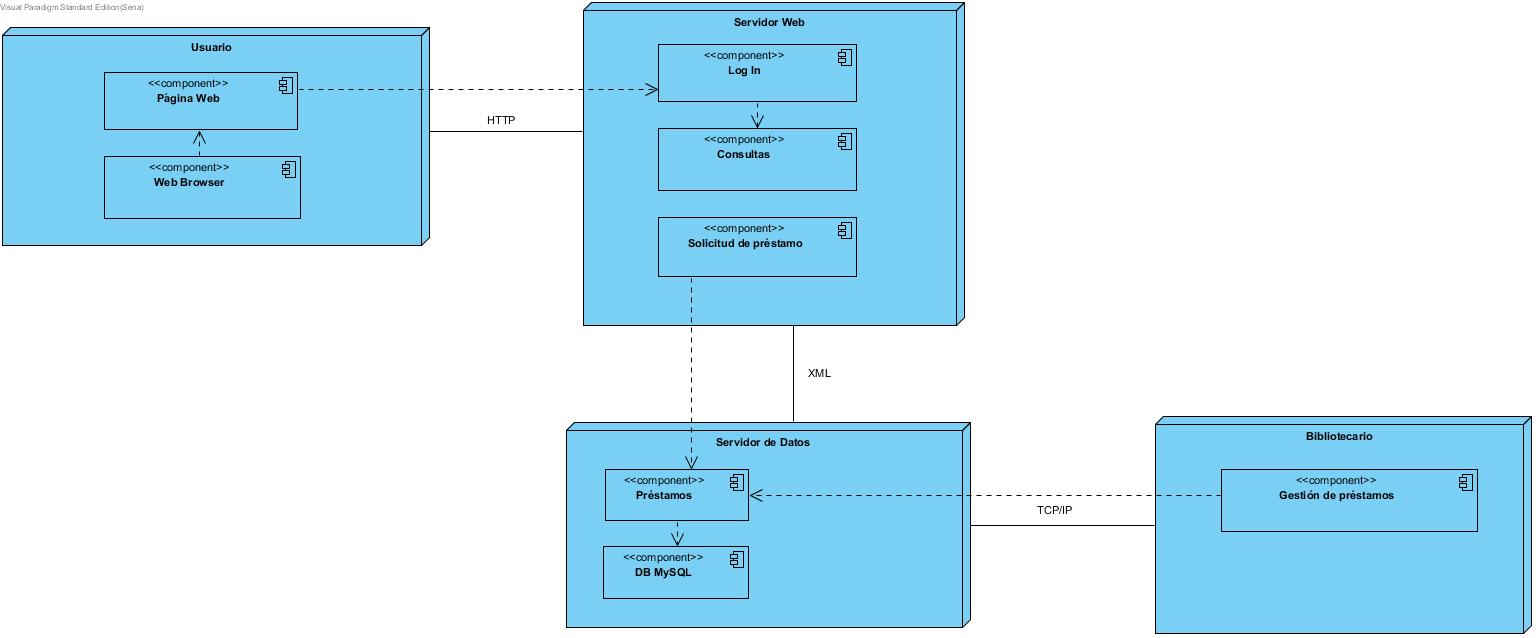 Visual Paradigm Standard Edition(Sena)
Usuario
<<component>>
Página Web
<<component>>
Web Browser
HTTP
Servidor Web
<<component>>
Log In
<<component>>
Consultas
<<component>>
Solicitud de préstamo
XML
Servidor de Datos
<<component>>
Préstamos
<<component>>
DB MySQL
TCP/IP
Bibliotecario
<<component>>
Gestión de préstamos